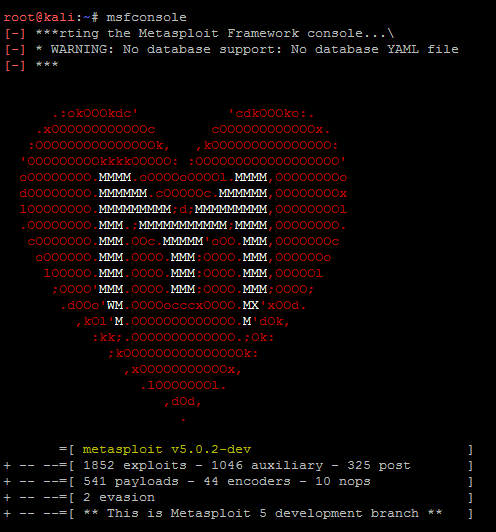 root@kali:~# msfconsole
[-] ***rting the Metasploit Framework console...\
[-] * WARNING: No database support: No database YAML file
[-] ***
.:okOOOkdc'           'cdkOOOko:.
.xOOOOOOOOOOOOc       cOOOOOOOOOOOOx.
:OOOOOOOOOOOOOOOk,   ,kOOOOOOOOOOOOOOO:
'OOOOOOOOOkkkkOOOOO: :OOOOOOOOOOOOOOOOOO'
oOOOOOOOO.MMMM.oOOOOoOOOOl.MMMM,OOOOOOOOo
dOOOOOOOO.MMMMMM.cOOOOOc.MMMMMM,OOOOOOOOx
lOOOOOOOO.MMMMMMMMM;d;MMMMMMMMM,OOOOOOOOl
.OOOOOOOO.MMM.;MMMMMMMMMMM;MMMM,OOOOOOOO.
cOOOOOOO.MMM.OOc.MMMMM'oOO.MMM,OOOOOOOc
oOOOOOO.MMM.OOOO.MMM:OOOO.MMM,OOOOOOo
lOOOOO.MMM.OOOO.MMM:OOOO.MMM,OOOOOl
;OOOO'MMM.OOOO.MMM:OOOO.MMM;OOOO;
.dOOo'WM.OOOOocccxOOOO.MX'xOOd.
,kOl'M.OOOOOOOOOOOOO.M'dOk,
:kk;.OOOOOOOOOOOOO.;Ok:
;kOOOOOOOOOOOOOOOk:
,xOOOOOOOOOOOx,
.lOOOOOOOl.
,dOd,
.
=[ metasploit v5.0.2-dev                          ]
+ -- --=[ 1852 exploits - 1046 auxiliary - 325 post       ]
+ -- --=[ 541 payloads - 44 encoders - 10 nops            ]
+ -- --=[ 2 evasion                                       ]
+ -- --=[ ** This is Metasploit 5 development branch **   ]